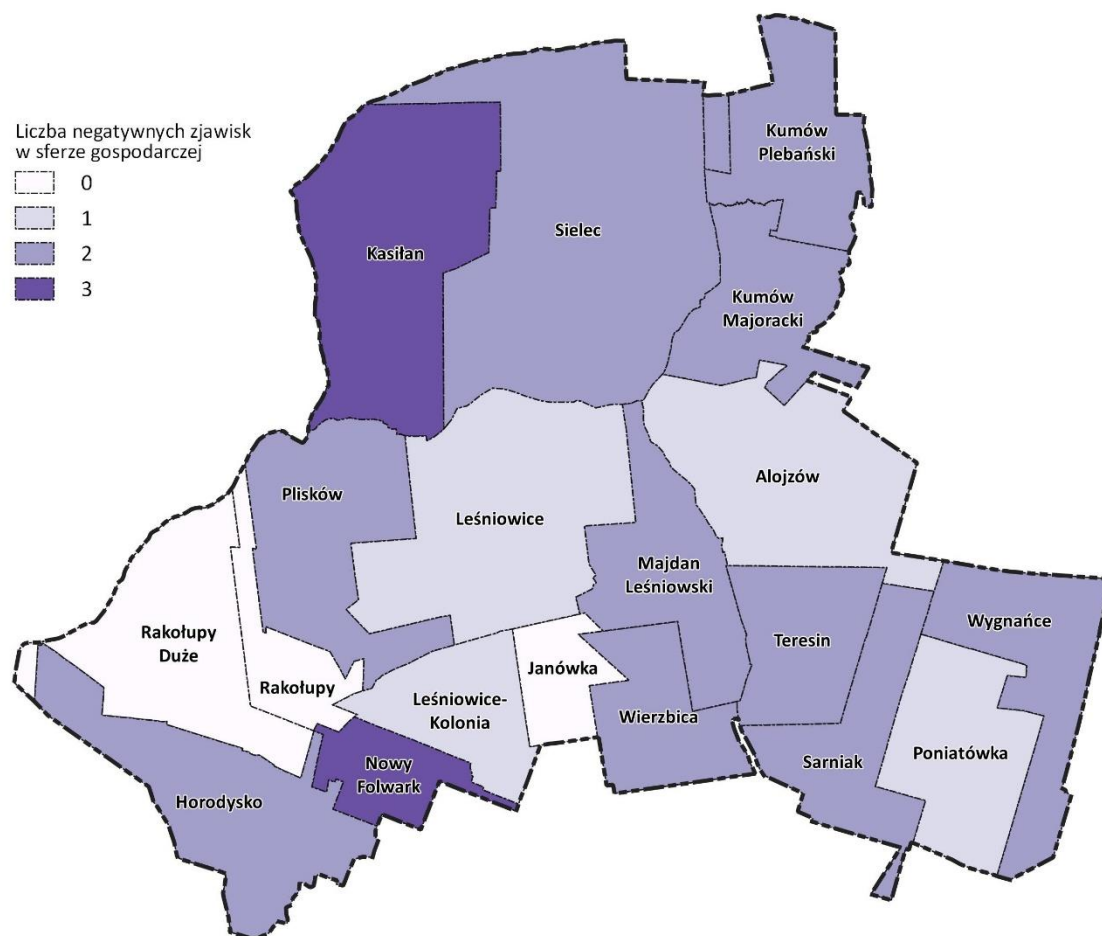 Liczba negatywnych zjawisk
w sferze gospodarczej
0
1
2
3
Kumów
Plebański
Sielec
Kasiłan
Kumów
Majoracki
Alojzów
Plisków
Leśniowice
Majdan
Leśniowski
Wygnańce
Teresin
Rakołupy
Duże
Rakołupy
Janówka
Leśniowice-
Kolonia
Wierzbica
Poniatówka
Sarniak
Nowy
Folwark
Horodysko